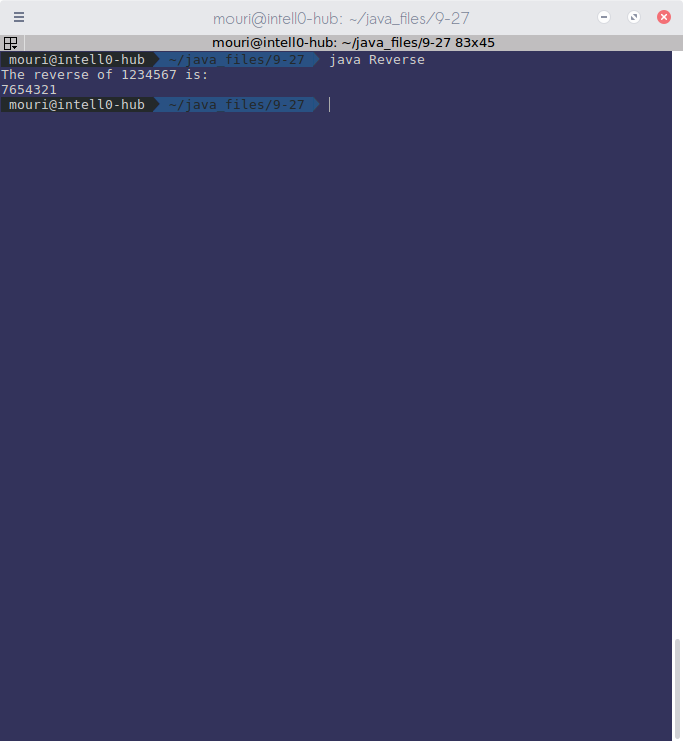 mouri@intell0-hub: ~/java_files/9-27
mouri@intell0-hub: ~/java_files/9-27 83x45
mouri@intell0-hub ~/java_files/9-27 java Reverse
The reverse of 1234567 is:
7654321
mouri@intell0-hub ~/java_files/9-27